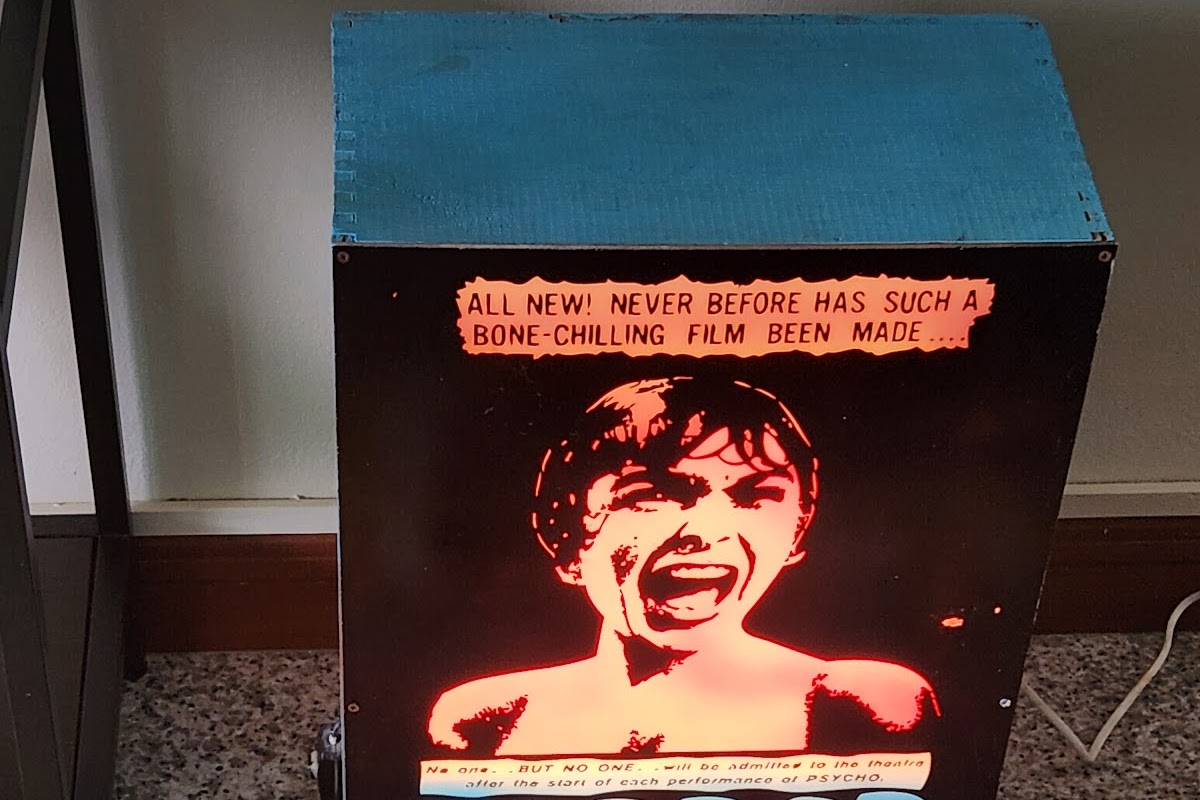 ALL NEW! NEVER BEFORE HAS SUCH A
BONE-CHILLING FILM BEEN MADE....
No one...BUT NO ONE...will be admitted to the theatre
after the start of each performance of PSYCHO.